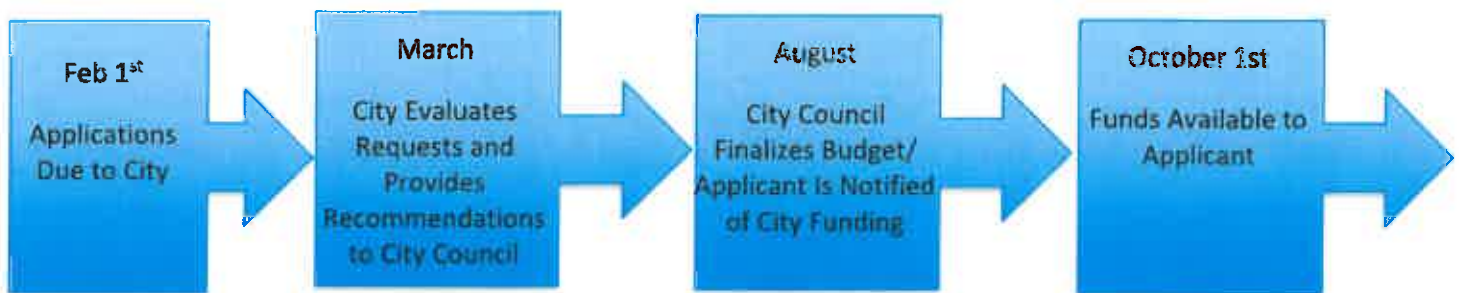 Feb 1st
Applications
Due to City
March
City Evaluates
Requests and
Provides
Recommendations
to City Council
August
City Council
Finalizes Budget/
Applicant Is Notified
of City Funding
October 1st
Funds Available to
Applicant